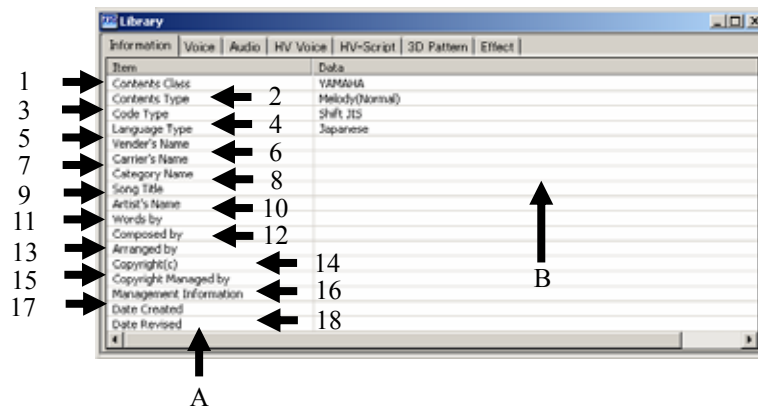 Library
Information Voice Audio HV Voice HV-Script 3D Pattern Effect
Item Data
1 Contents Class YAMAHA
Contents Type 2 Melody(Normal)
3 Code Type Shift JIS
Language Type 4 Japanese
5 Vender's Name
Carrier's Name 6
7 Category Name
Song Title 8
9 Artist's Name
Words by 10
11 Composed by
Arranged by 12
13 Copyright(c)
Copyright Managed by 14
15 Management Information
Date Created 16
17 Date Revised
18
A
B